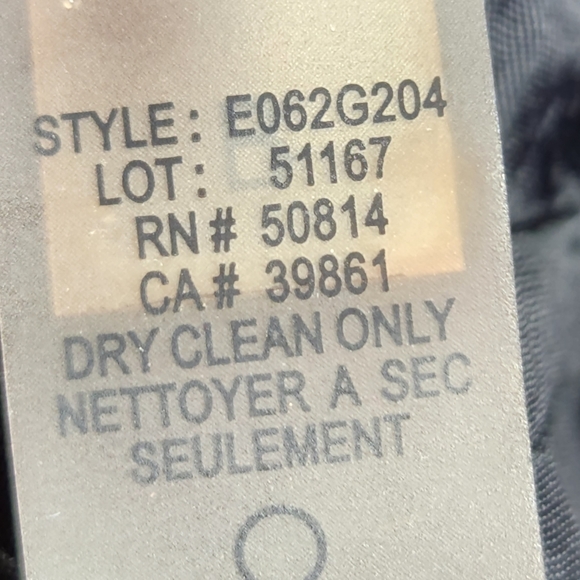 STYLE: E062G204
LOT: 51167
RN# 50814
CA# 39861
DRY CLEAN ONLY
NETTOYER A SEC
SEULEMENT